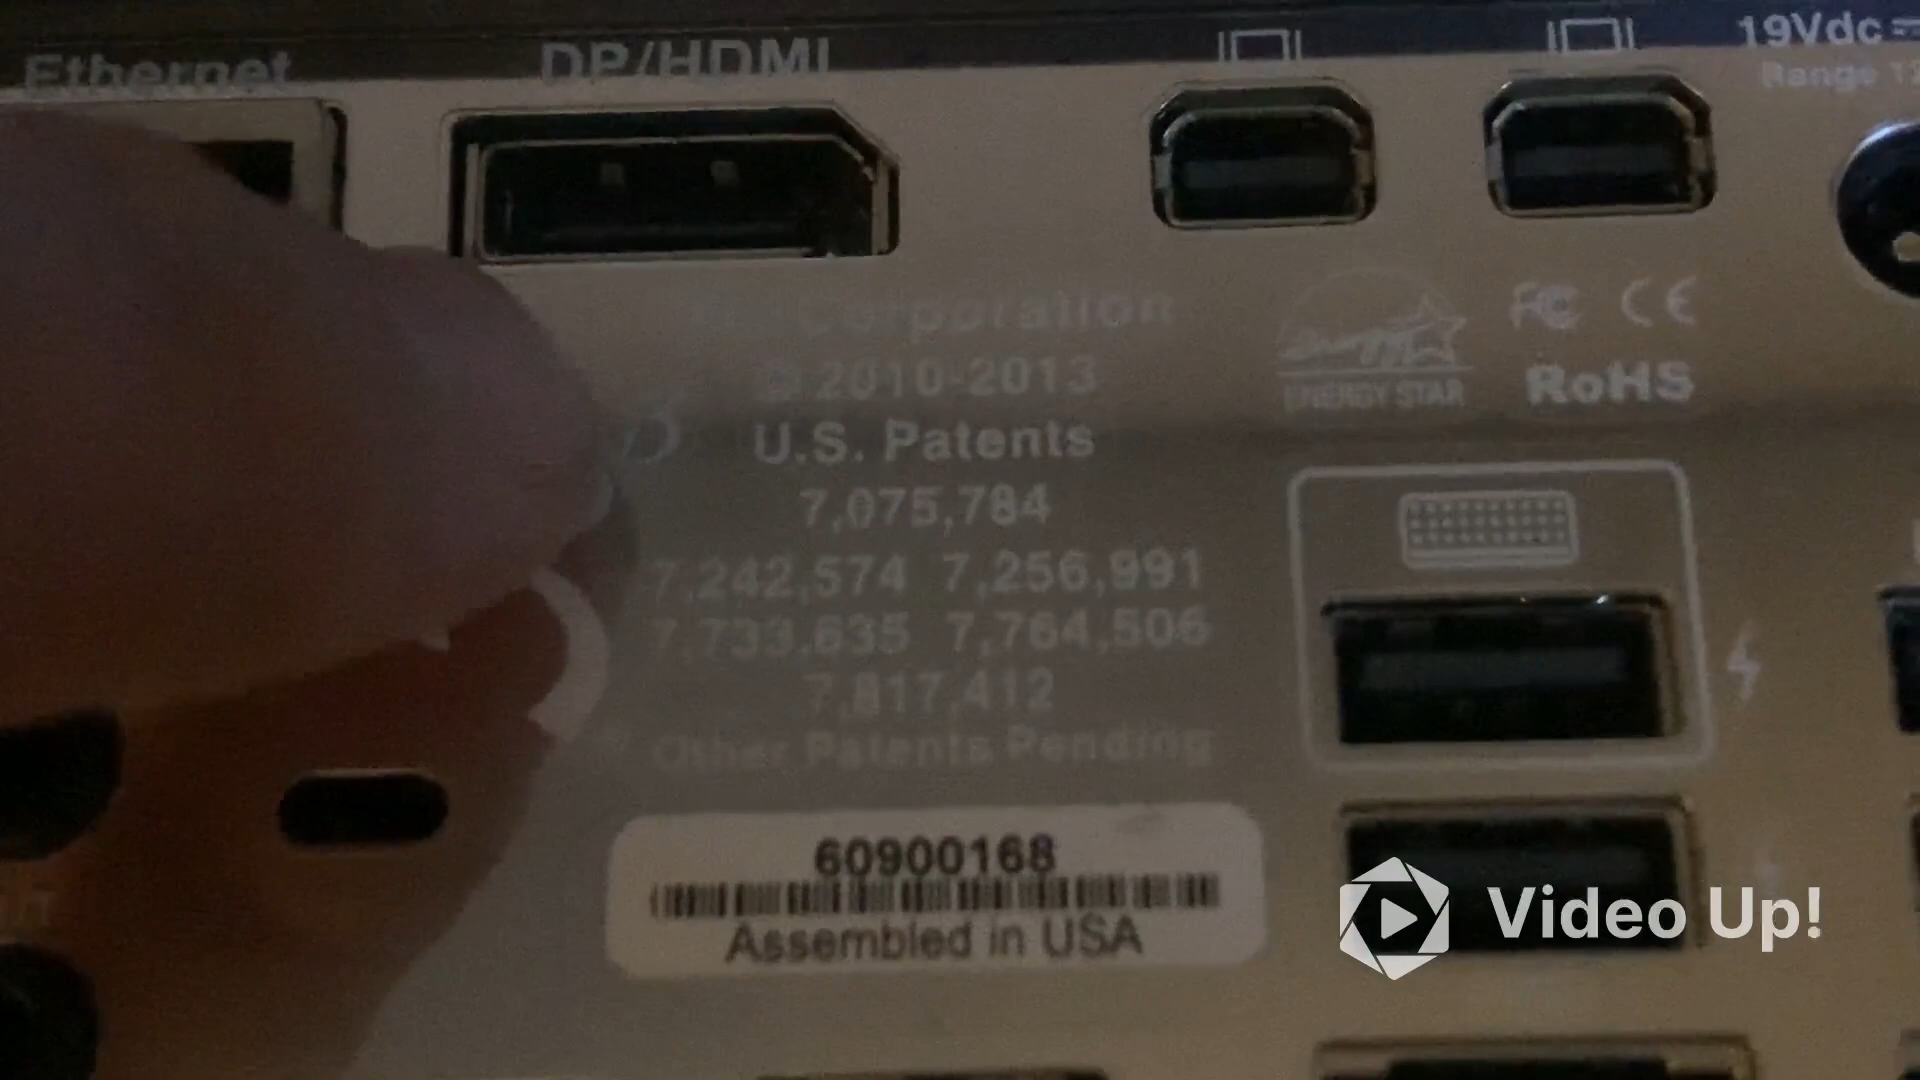 Ethernet
DP/HDMI
19Vdc
Range
Corporation
© 2010-2013
U.S. Patents
7,075,784
7,242,574 7,256,991
7,733,635 7,764,506
7,817,412
Other Patents Pending
ENERGY STAR
FC CE
RoHS
60900168
Assembled in USA
Video Up!